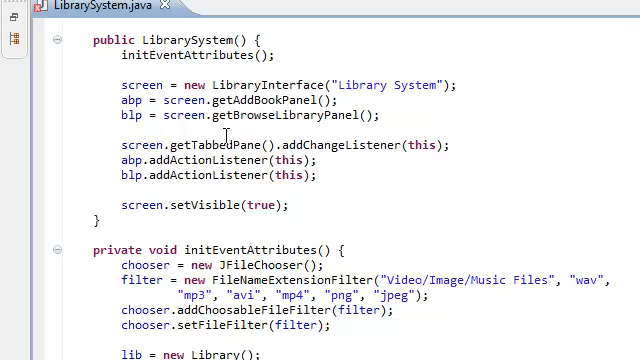 LibrarySystem.java
public LibrarySystem() {
initEventAttributes();
screen = new LibraryInterface("Library System");
abp = screen.getAddBookPanel();
blp = screen.getBrowseLibraryPanel();
screen.getTabbedPane().addChangeListener(this);
abp.addActionListener(this);
blp.addActionListener(this);
screen.setVisible(true);
}
private void initEventAttributes() {
chooser = new JFileChooser();
filter = new FileNameExtensionFilter("Video/Image/Music Files", "wav",
"mp3", "avi", "mp4", "png", "jpeg");
chooser.addChoosableFileFilter(filter);
chooser.setFileFilter(filter);
lib = new Library();